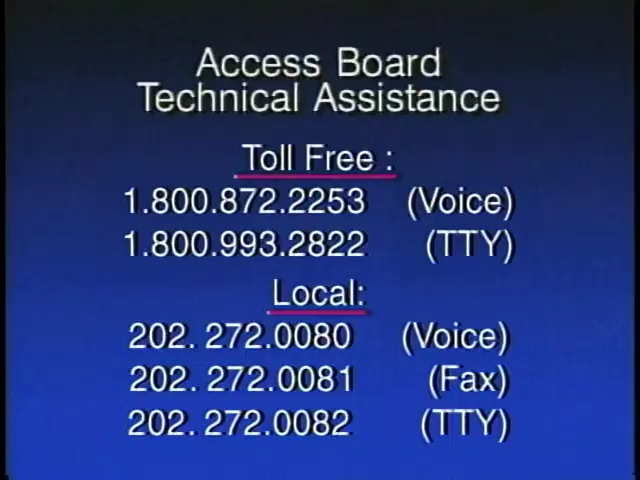 Access Board
Technical Assistance
Toll Free :
1.800.872.2253 (Voice)
1.800.993.2822 (TTY)
Local:
202. 272.0080 (Voice)
202. 272.0081 (Fax)
202. 272.0082 (TTY)